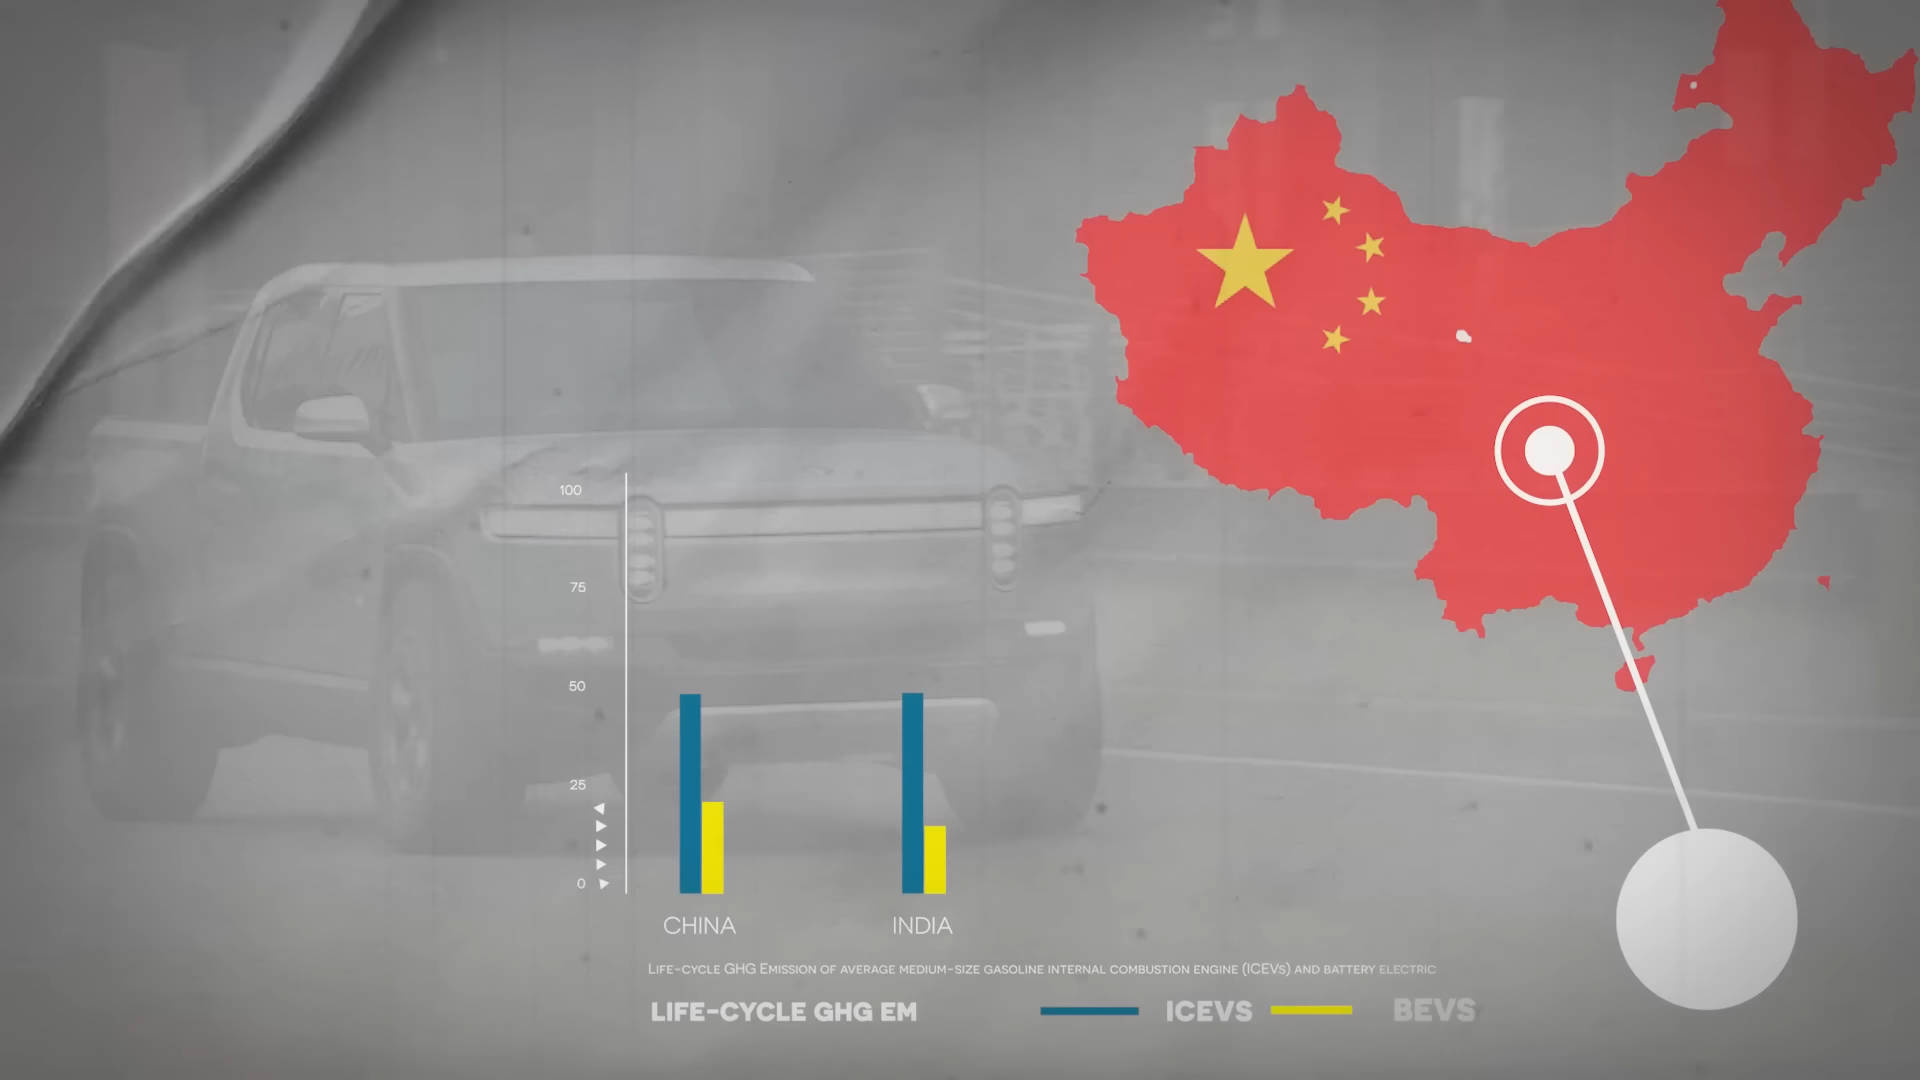 100
75
50
25
0
CHINA
INDIA
LIFE-CYCLE GHG EMISSION OF AVERAGE MEDIUM-SIZE GASOLINE INTERNAL COMBUSTION ENGINE (ICEVS) AND BATTERY ELECTRIC
LIFE-CYCLE GHG EM
ICEVS
BEVS